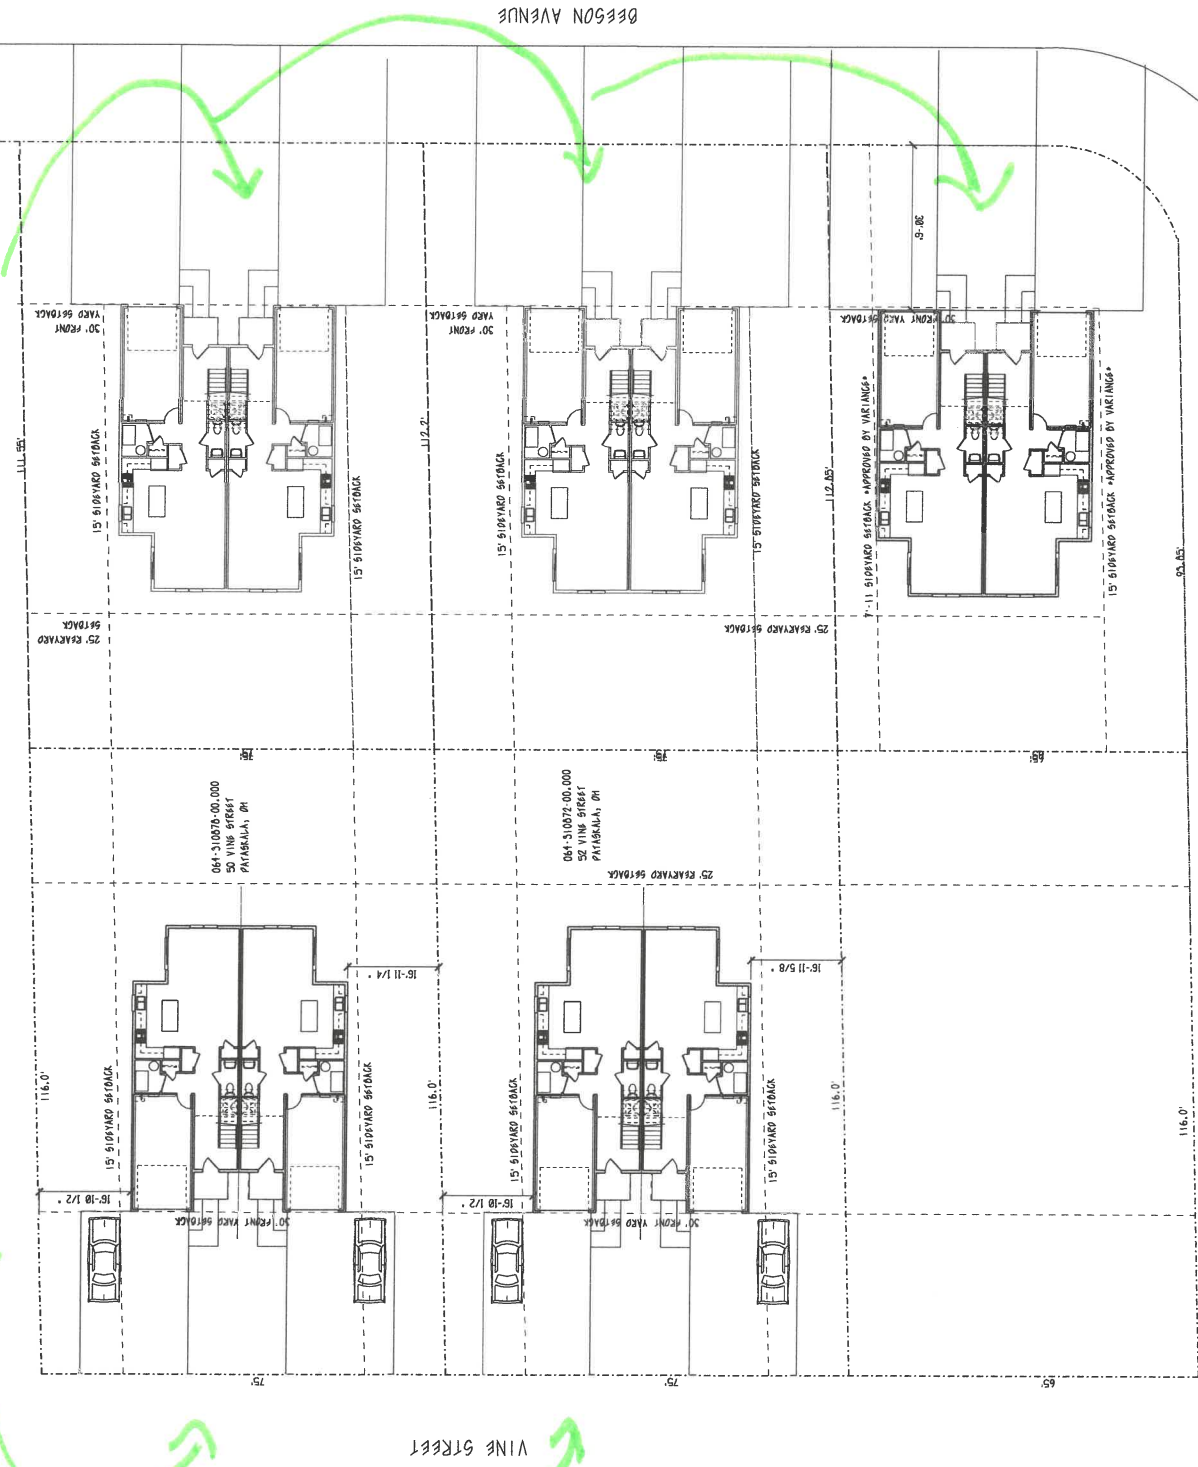 BEESON AVENUE
30'-6"
30' FRONT
YARD SETBACK
30' FRONT
YARD SETBACK
30' FRONT YARD SETBACK
111.55'
15' SIDEYARD SETBACK
15' SIDEYARD SETBACK
112.2'
15' SIDEYARD SETBACK
15' SIDEYARD SETBACK
112.85'
SIDEYARD SETBACK *APPROVED BY VARIANCE*
15' SIDEYARD SETBACK *APPROVED BY VARIANCE*
93.85'
25' REARYARD
SETBACK
25' REARYARD SETBACK
75'
75'
65'
064-310878-00.000
50 VINE STREET
PATASKALA, OH
064-310872-00.000
52 VINE STREET
PATASKALA, OH
25' REARYARD SETBACK
16'-11 1/4"
16'-11 5/8"
116.0'
15' SIDEYARD SETBACK
15' SIDEYARD SETBACK
116.0'
15' SIDEYARD SETBACK
15' SIDEYARD SETBACK
116.0'
116.0'
16'-10 1/2"
16'-10 1/2"
30' FRONT YARD SETBACK
30' FRONT YARD SETBACK
75'
75'
65'
VINE STREET